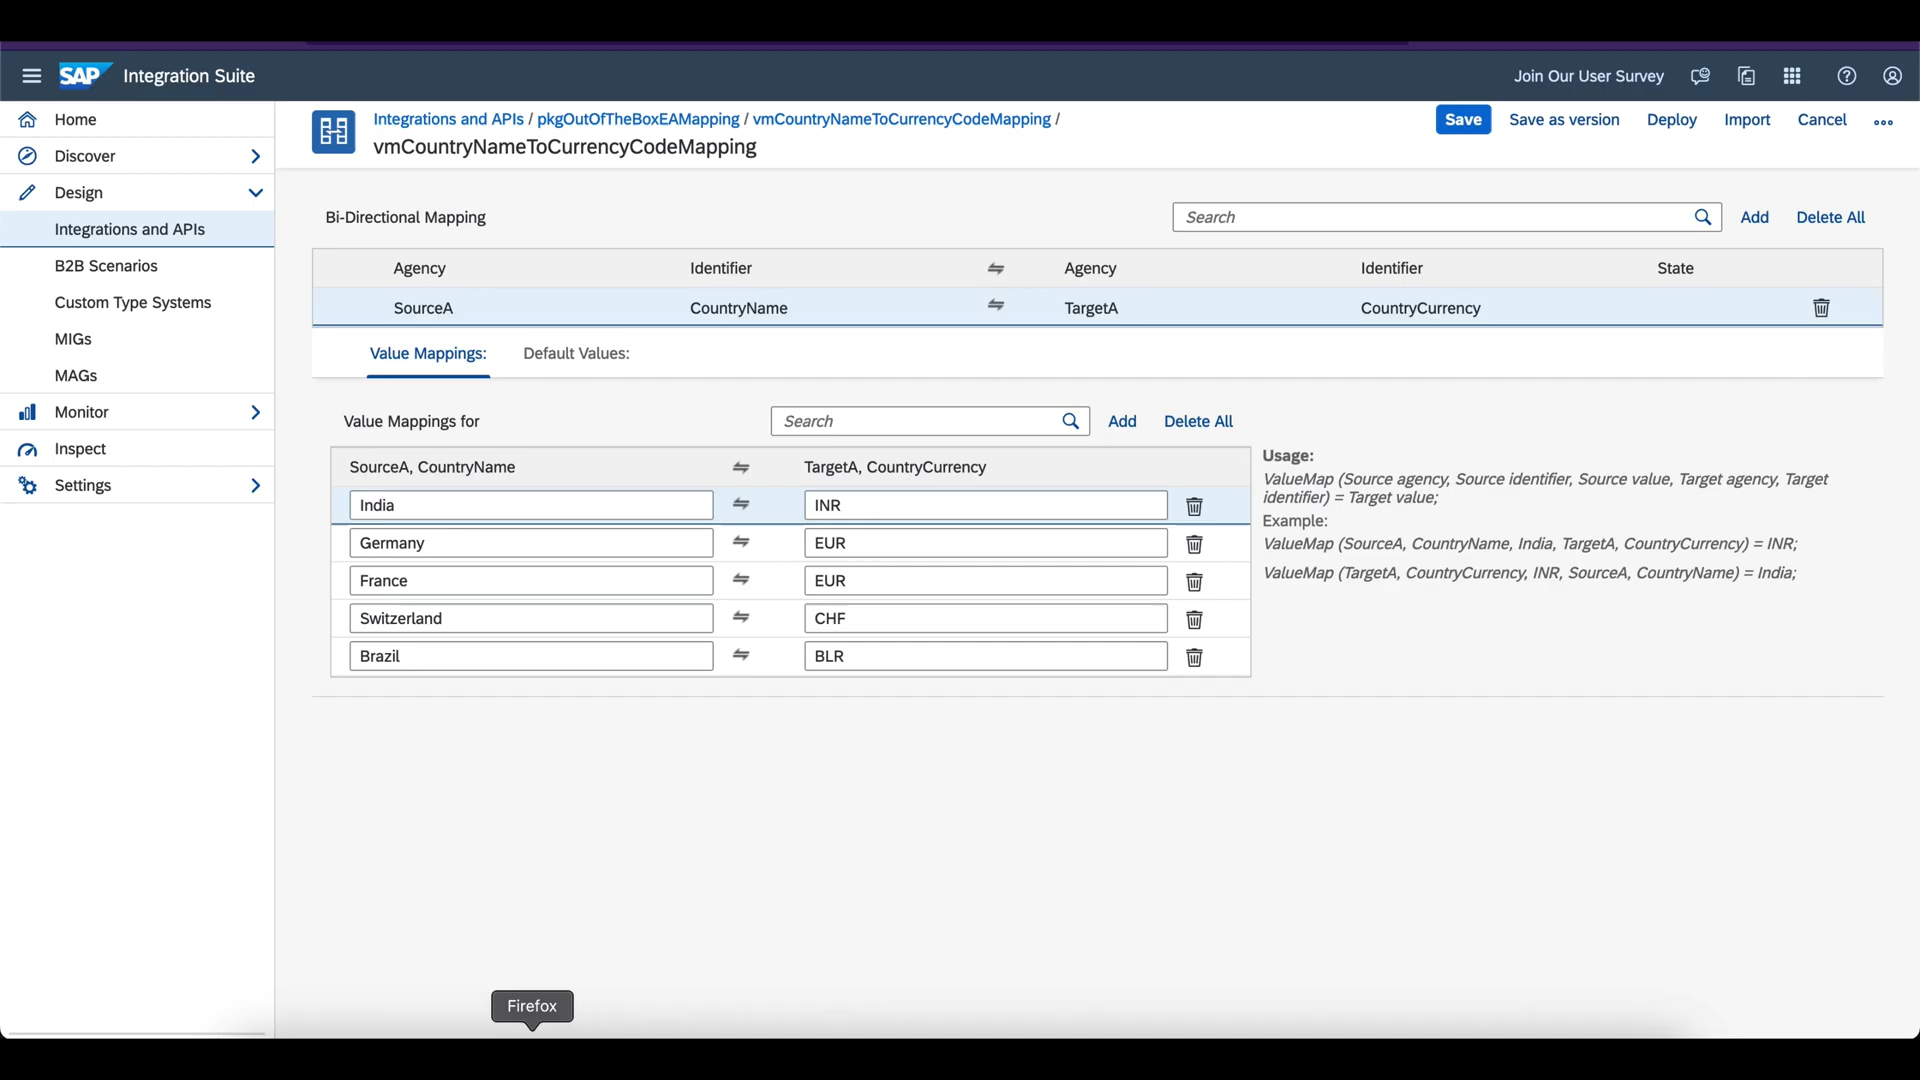 SAP Integration Suite
Join Our User Survey
Home
Discover
Design
Integrations and APIs
B2B Scenarios
Custom Type Systems
MIGs
MAGs
Monitor
Inspect
Settings
Integrations and APIs / pkgOutOfTheBoxEAMapping / vmCountryNameToCurrencyCodeMapping /
vmCountryNameToCurrencyCodeMapping
Save Save as version Deploy Import Cancel
Bi-Directional Mapping Search Add Delete All
Agency Identifier Agency Identifier State
SourceA CountryName TargetA CountryCurrency
Value Mappings: Default Values:
Value Mappings for Search Add Delete All
SourceA, CountryName TargetA, CountryCurrency
India INR
Germany EUR
France EUR
Switzerland CHF
Brazil BLR
Usage:
ValueMap (Source agency, Source identifier, Source value, Target agency, Target
identifier) = Target value;
Example:
ValueMap (SourceA, CountryName, India, TargetA, CountryCurrency) = INR;
ValueMap (TargetA, CountryCurrency, INR, SourceA, CountryName) = India;
Firefox